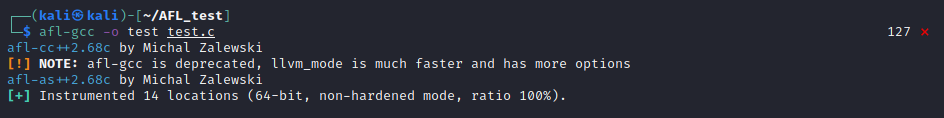 ┌──(kali㉿kali)-[~/AFL_test]
└─$ afl-gcc -o test test.c 127 ⨯
afl-cc++2.68c by Michal Zalewski
[!] NOTE: afl-gcc is deprecated, llvm_mode is much faster and has more options
afl-as++2.68c by Michal Zalewski
[+] Instrumented 14 locations (64-bit, non-hardened mode, ratio 100%).